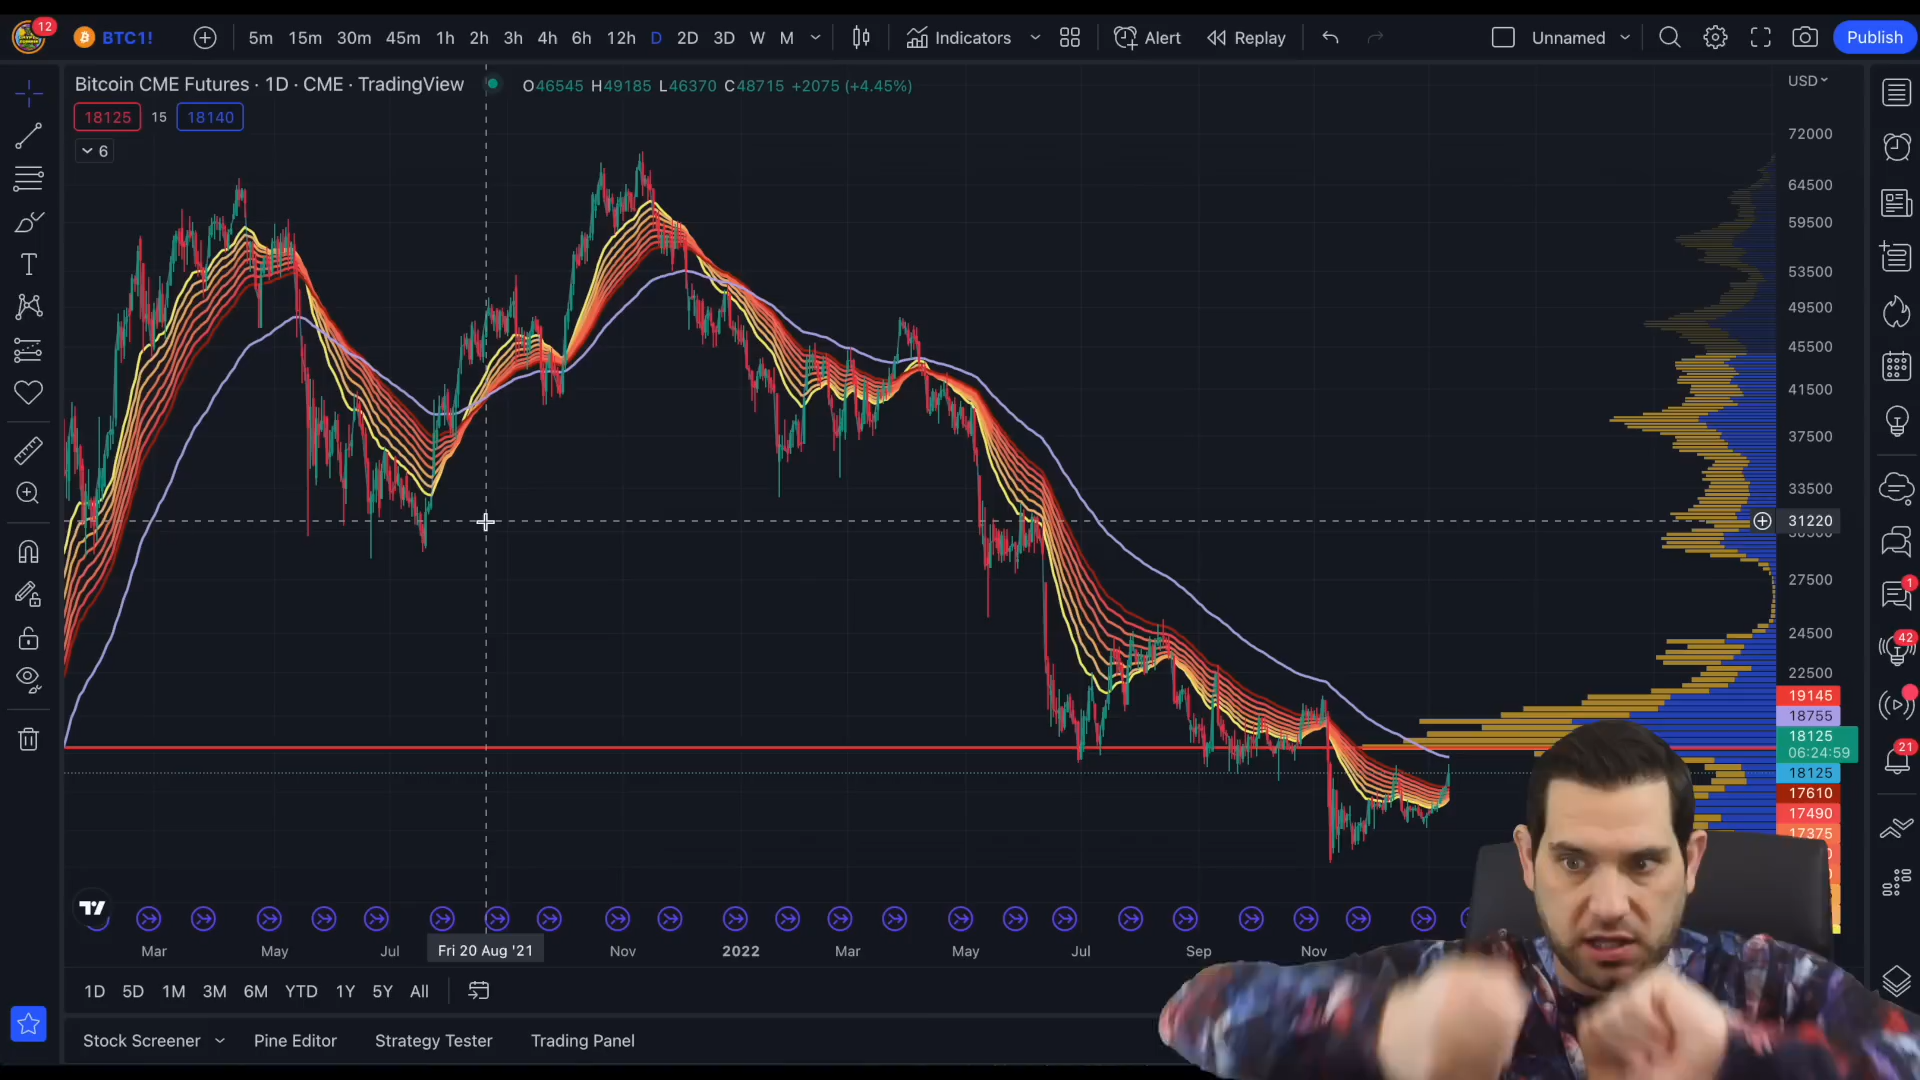 12
BTC1!
5m 15m 30m 45m 1h 2h 3h 4h 6h 12h D 2D 3D W M
Indicators
Alert
Replay
Unnamed
Publish
Bitcoin CME Futures · 1D · CME · TradingView
O46545 H49185 L46370 C48715 +2075 (+4.45%)
USD
18125 15 18140
6
72000
64500
59500
53500
49500
45500
41500
37500
33500
31220
27500
24500
22500
19145
18755
18125
06:24:59
18125
17610
17490
17375
1
42
21
Mar May Jul Fri 20 Aug '21 Nov 2022 Mar May Jul Sep Nov
1D 5D 1M 3M 6M YTD 1Y 5Y All
Stock Screener Pine Editor Strategy Tester Trading Panel